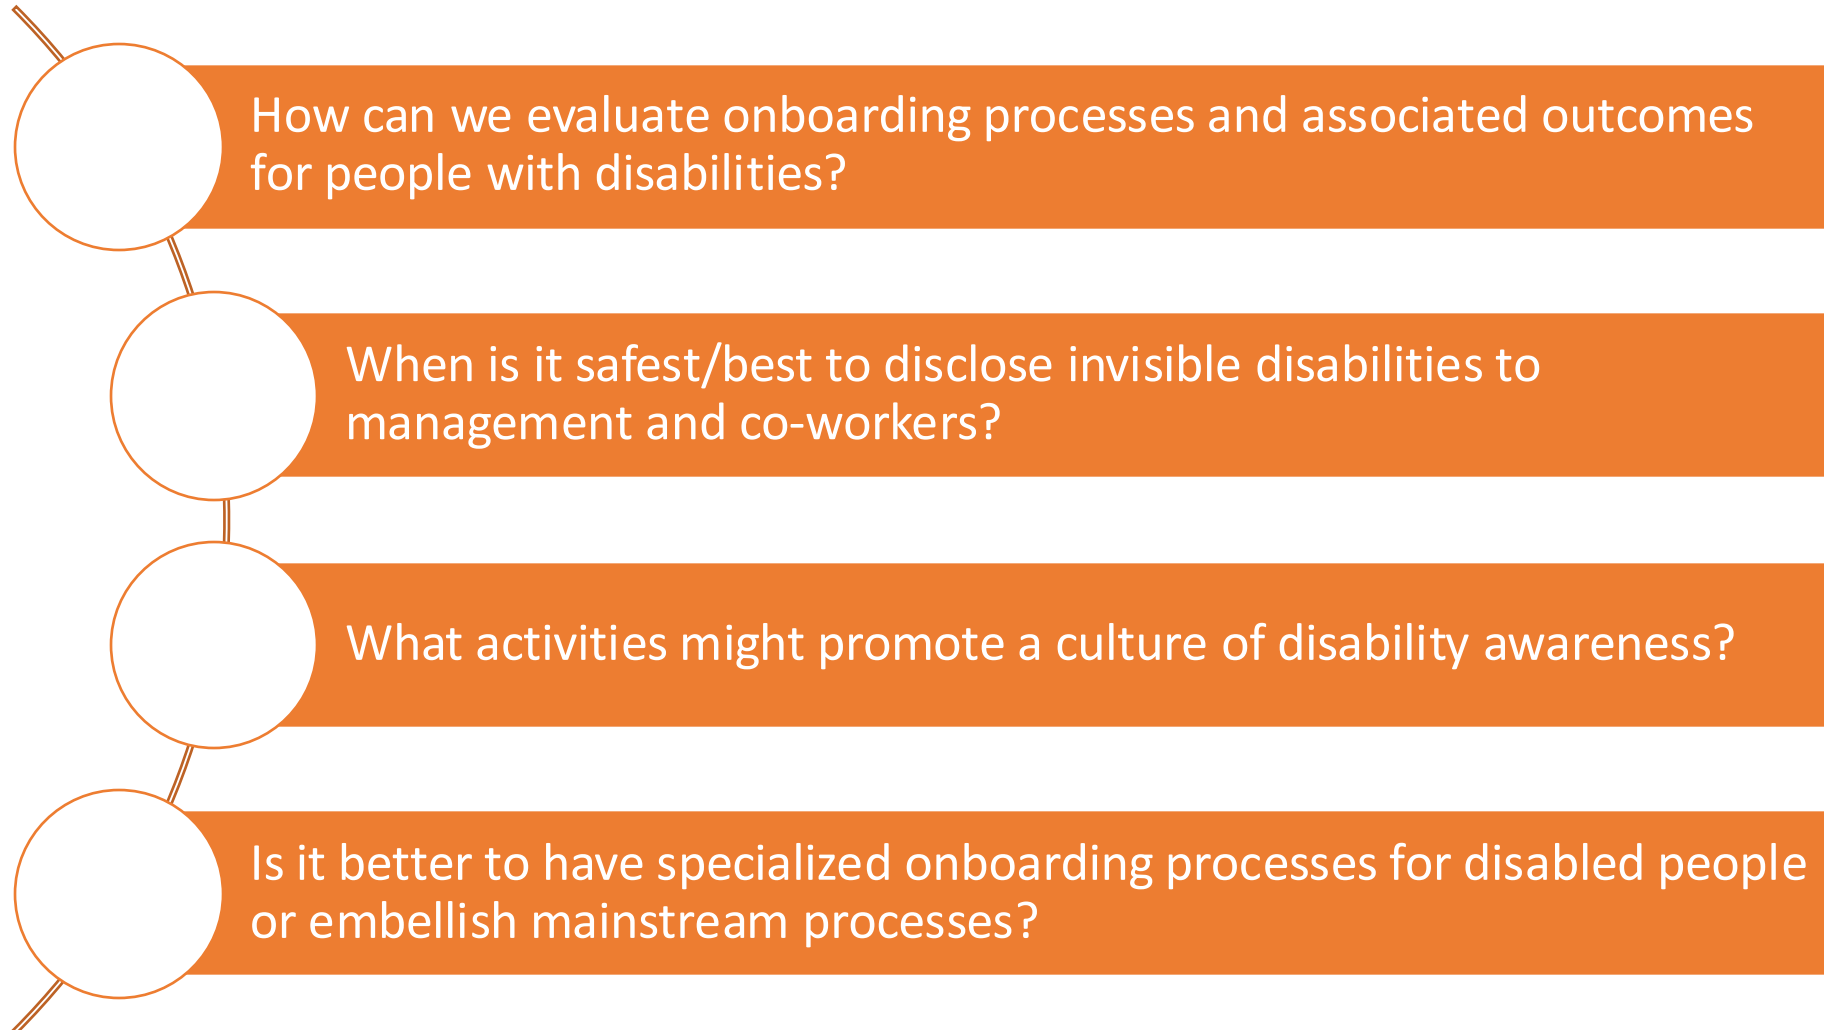 How can we evaluate onboarding processes and associated outcomes
for people with disabilities?
When is it safest/best to disclose invisible disabilities to
management and co-workers?
What activities might promote a culture of disability awareness?
Is it better to have specialized onboarding processes for disabled people
or embellish mainstream processes?